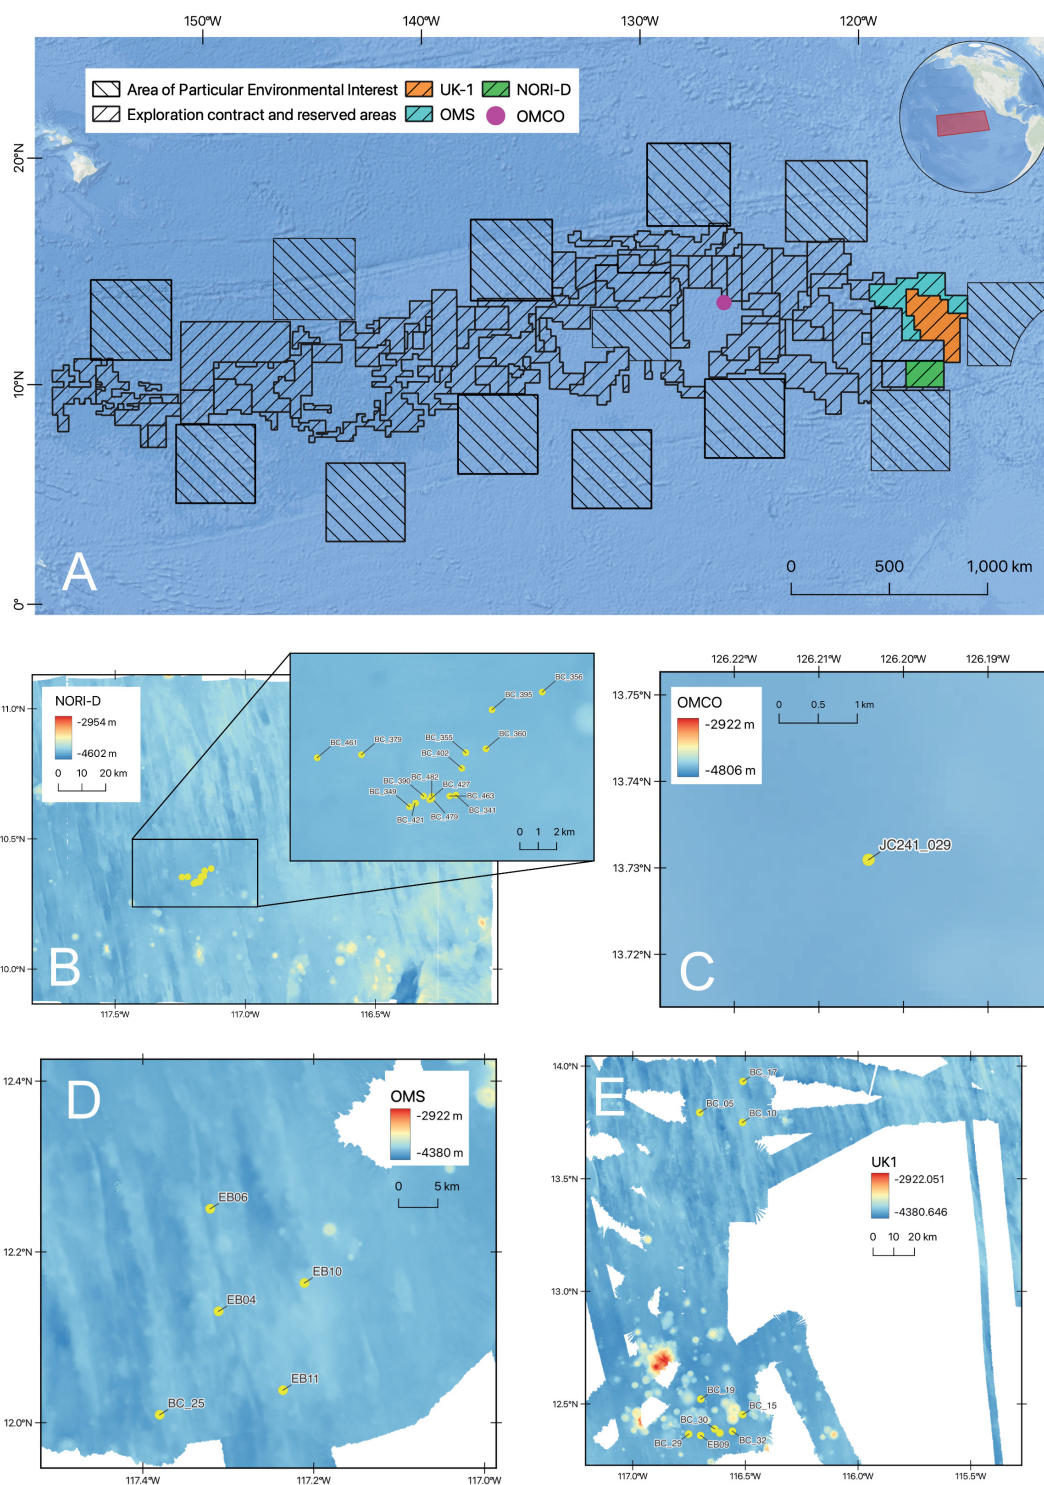 150°W 140°W 130°W 120°W
Area of Particular Environmental Interest UK-1 NORI-D
Exploration contract and reserved areas OMS OMCO
20°N
10°N
0°
A
0 500 1,000 km
NORI-D
-2954 m
-4602 m
0 10 20 km
11.0°N
10.5°N
10.0°N
117.5°W 117.0°W 116.5°W
B
BC_356
BC_395
BC_461
BC_379
BC_355
BC_360
BC_402
BC_390
BC_482
BC_427
BC_349
BC_463
BC_421
BC_479
BC_341
0 1 2 km
126.22°W 126.21°W 126.20°W 126.19°W
OMCO
-2922 m
-4806 m
0 0.5 1 km
13.75°N
13.74°N
13.73°N
13.72°N
JC241_029
C
D
OMS
-2922 m
-4380 m
0 5 km
12.4°N
12.2°N
12.0°N
EB06
EB10
EB04
EB11
BC_25
117.4°W 117.2°W 117.0°W
E
14.0°N
13.5°N
13.0°N
12.5°N
BC_17
BC_05
BC_10
UK1
-2922.051
-4380.646
0 10 20 km
BC_19
BC_15
BC_30
BC_29
EB09
BC_32
117.0°W 116.5°W 116.0°W 115.5°W